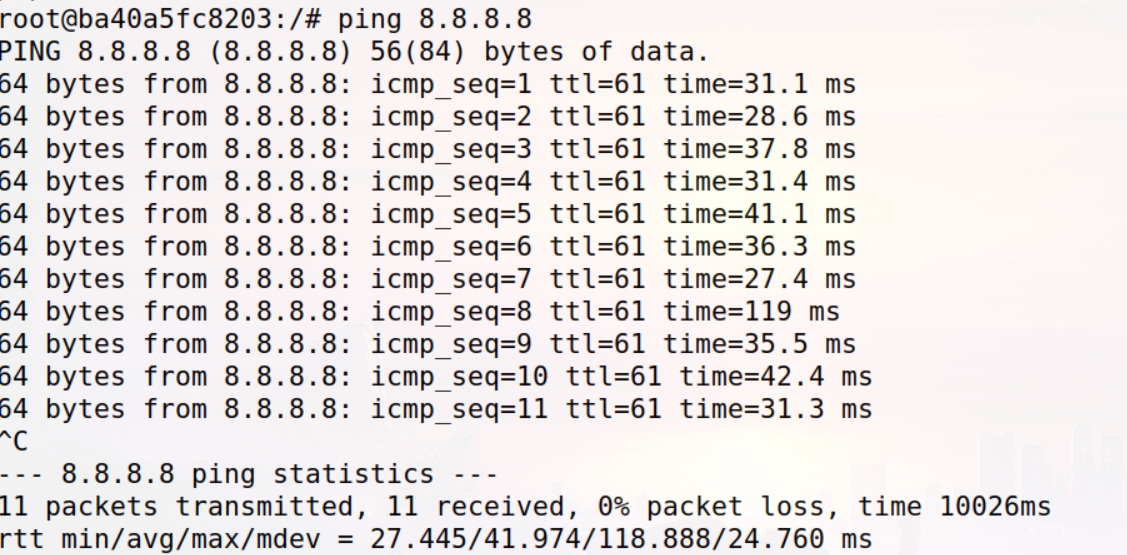 root@ba40a5fc8203:/# ping 8.8.8.8
PING 8.8.8.8 (8.8.8.8) 56(84) bytes of data.
64 bytes from 8.8.8.8: icmp_seq=1 ttl=61 time=31.1 ms
64 bytes from 8.8.8.8: icmp_seq=2 ttl=61 time=28.6 ms
64 bytes from 8.8.8.8: icmp_seq=3 ttl=61 time=37.8 ms
64 bytes from 8.8.8.8: icmp_seq=4 ttl=61 time=31.4 ms
64 bytes from 8.8.8.8: icmp_seq=5 ttl=61 time=41.1 ms
64 bytes from 8.8.8.8: icmp_seq=6 ttl=61 time=36.3 ms
64 bytes from 8.8.8.8: icmp_seq=7 ttl=61 time=27.4 ms
64 bytes from 8.8.8.8: icmp_seq=8 ttl=61 time=119 ms
64 bytes from 8.8.8.8: icmp_seq=9 ttl=61 time=35.5 ms
64 bytes from 8.8.8.8: icmp_seq=10 ttl=61 time=42.4 ms
64 bytes from 8.8.8.8: icmp_seq=11 ttl=61 time=31.3 ms
^C
--- 8.8.8.8 ping statistics ---
11 packets transmitted, 11 received, 0% packet loss, time 10026ms
rtt min/avg/max/mdev = 27.445/41.974/118.888/24.760 ms